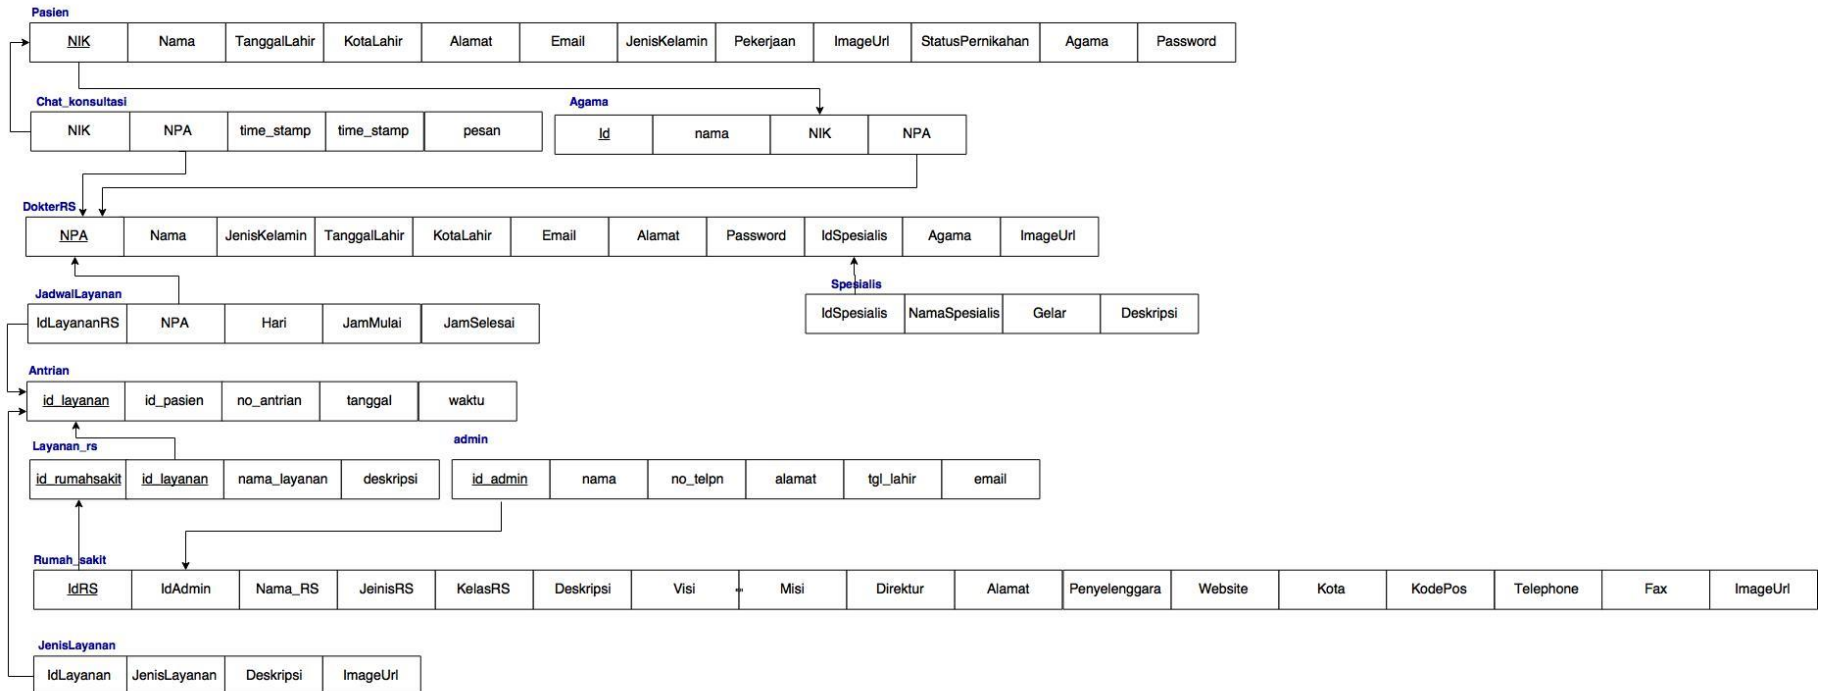 Pasien
NIK Nama TanggalLahir KotaLahir Alamat Email JenisKelamin Pekerjaan ImageUrl StatusPernikahan Agama Password
Chat_konsultasi
NIK NPA time_stamp time_stamp pesan
Agama
Id nama NIK NPA
DokterRS
NPA Nama JenisKelamin TanggalLahir KotaLahir Email Alamat Password IdSpesialis Agama ImageUrl
Spesialis
IdSpesialis NamaSpesialis Gelar Deskripsi
JadwalLayanan
IdLayananRS NPA Hari JamMulai JamSelesai
Antrian
id_layanan id_pasien no_antrian tanggal waktu
Layanan_rs
id_rumahsakit id_layanan nama_layanan deskripsi
admin
id_admin nama no_telpn alamat tgl_lahir email
Rumah_sakit
IdRS IdAdmin Nama_RS JeinisRS KelasRS Deskripsi Visi Misi Direktur Alamat Penyelenggara Website Kota KodePos Telephone Fax ImageUrl
JenisLayanan
IdLayanan JenisLayanan Deskripsi ImageUrl